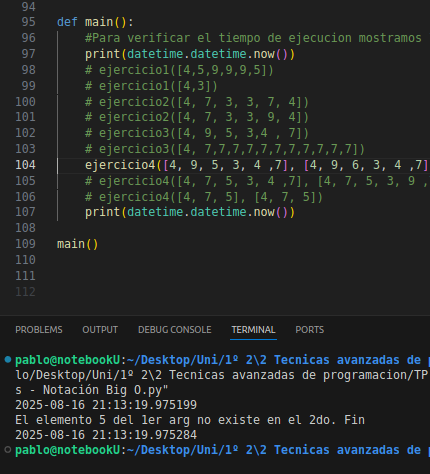 94
95 def main():
96 #Para verificar el tiempo de ejecucion mostramos
97 print(datetime.datetime.now())
98 # ejercicio1([4,5,9,9,9,5])
99 # ejercicio1([4,3])
100 # ejercicio2([4, 7, 3, 3, 7, 4])
101 # ejercicio2([4, 7, 3, 3, 9, 4])
102 # ejercicio3([4, 9, 5, 3,4 , 7])
103 # ejercicio3([4, 7,7,7,7,7,7,7,7,7,7,7])
104 ejercicio4([4, 9, 5, 3, 4 ,7], [4, 9, 6, 3, 4 ,7]
105 # ejercicio4([4, 7, 5, 3, 4 ,7], [4, 7, 5, 3, 9 ,
106 # ejercicio4([4, 7, 5], [4, 7, 5])
107 print(datetime.datetime.now())
108
109 main()
110
111
112
PROBLEMS OUTPUT DEBUG CONSOLE TERMINAL PORTS
pablo@notebookU:~/Desktop/Uni/1º 2\2 Tecnicas avanzadas de p
lo/Desktop/Uni/1º 2\2 Tecnicas avanzadas de programacion/TP
s - Notación Big O.py"
2025-08-16 21:13:19.975199
El elemento 5 del 1er arg no existe en el 2do. Fin
2025-08-16 21:13:19.975284
pablo@notebookU:~/Desktop/Uni/1º 2\2 Tecnicas avanzadas de p